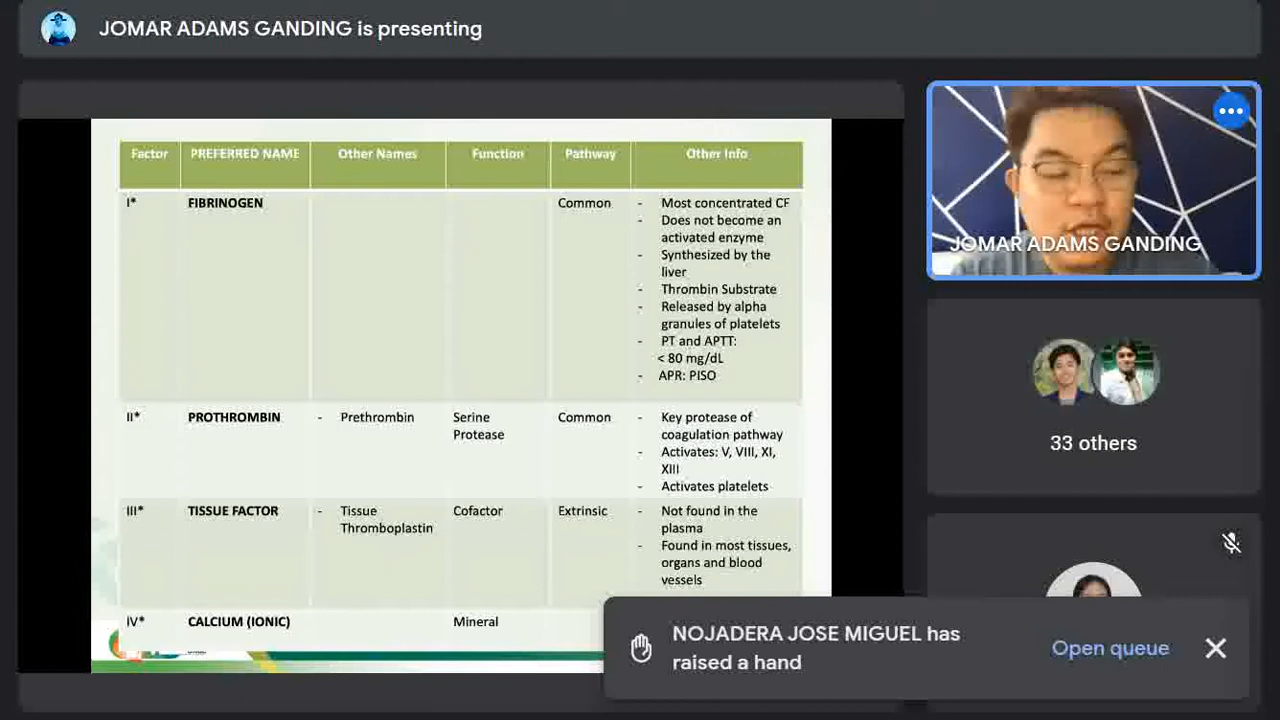 JOMAR ADAMS GANDING is presenting
Factor PREFERRED NAME Other Names Function Pathway Other Info
I* FIBRINOGEN Common - Most concentrated CF
- Does not become an
activated enzyme
- Synthesized by the
liver
- Thrombin Substrate
- Released by alpha
granules of platelets
- PT and APTT:
< 80 mg/dL
- APR: PISO
II* PROTHROMBIN - Prethrombin Serine Common - Key protease of
Protease coagulation pathway
- Activates: V, VIII, XI,
XIII
- Activates platelets
III* TISSUE FACTOR - Tissue Cofactor Extrinsic - Not found in the
Thromboplastin plasma
- Found in most tissues,
organs and blood
vessels
IV* CALCIUM (IONIC) Mineral
JOMAR ADAMS GANDING
33 others
NOJADERA JOSE MIGUEL has
raised a hand
Open queue